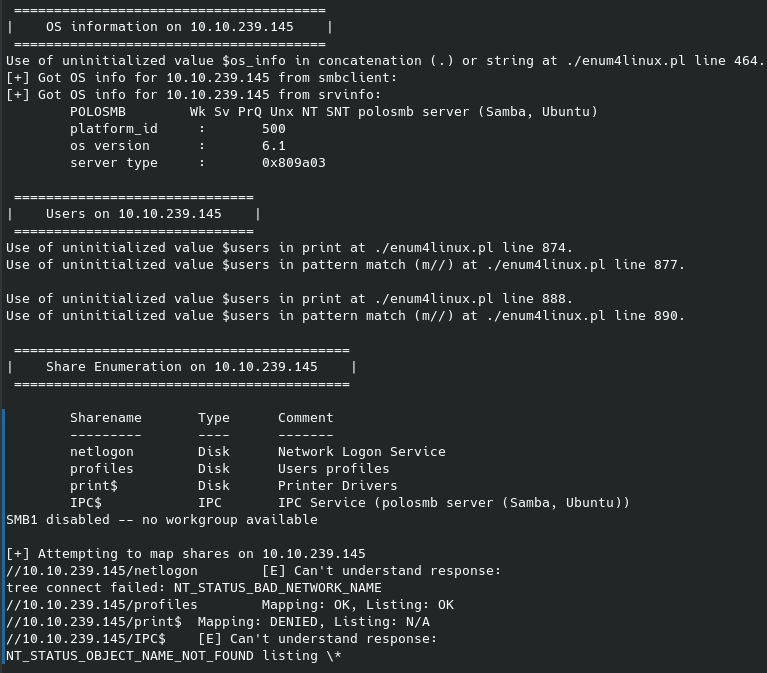 =======================================
|    OS information on 10.10.239.145    |
 =======================================
Use of uninitialized value $os_info in concatenation (.) or string at ./enum4linux.pl line 464.
[+] Got OS info for 10.10.239.145 from smbclient:
[+] Got OS info for 10.10.239.145 from srvinfo:
        POLOSMB        Wk Sv PrQ Unx NT SNT polosmb server (Samba, Ubuntu)
        platform_id     :       500
        os version      :       6.1
        server type     :       0x809a03

 ==============================
|    Users on 10.10.239.145    |
 ==============================
Use of uninitialized value $users in print at ./enum4linux.pl line 874.
Use of uninitialized value $users in pattern match (m//) at ./enum4linux.pl line 877.

Use of uninitialized value $users in print at ./enum4linux.pl line 888.
Use of uninitialized value $users in pattern match (m//) at ./enum4linux.pl line 890.

 ==========================================
|    Share Enumeration on 10.10.239.145    |
 ==========================================

        Sharename       Type      Comment
        ---------       ----      -------
        netlogon        Disk      Network Logon Service
        profiles        Disk      Users profiles
        print$          Disk      Printer Drivers
        IPC$            IPC       IPC Service (polosmb server (Samba, Ubuntu))
SMB1 disabled -- no workgroup available

[+] Attempting to map shares on 10.10.239.145
//10.10.239.145/netlogon        [E] Can't understand response:
tree connect failed: NT_STATUS_BAD_NETWORK_NAME
//10.10.239.145/profiles        Mapping: OK, Listing: OK
//10.10.239.145/print$  Mapping: DENIED, Listing: N/A
//10.10.239.145/IPC$    [E] Can't understand response:
NT_STATUS_OBJECT_NAME_NOT_FOUND listing \*